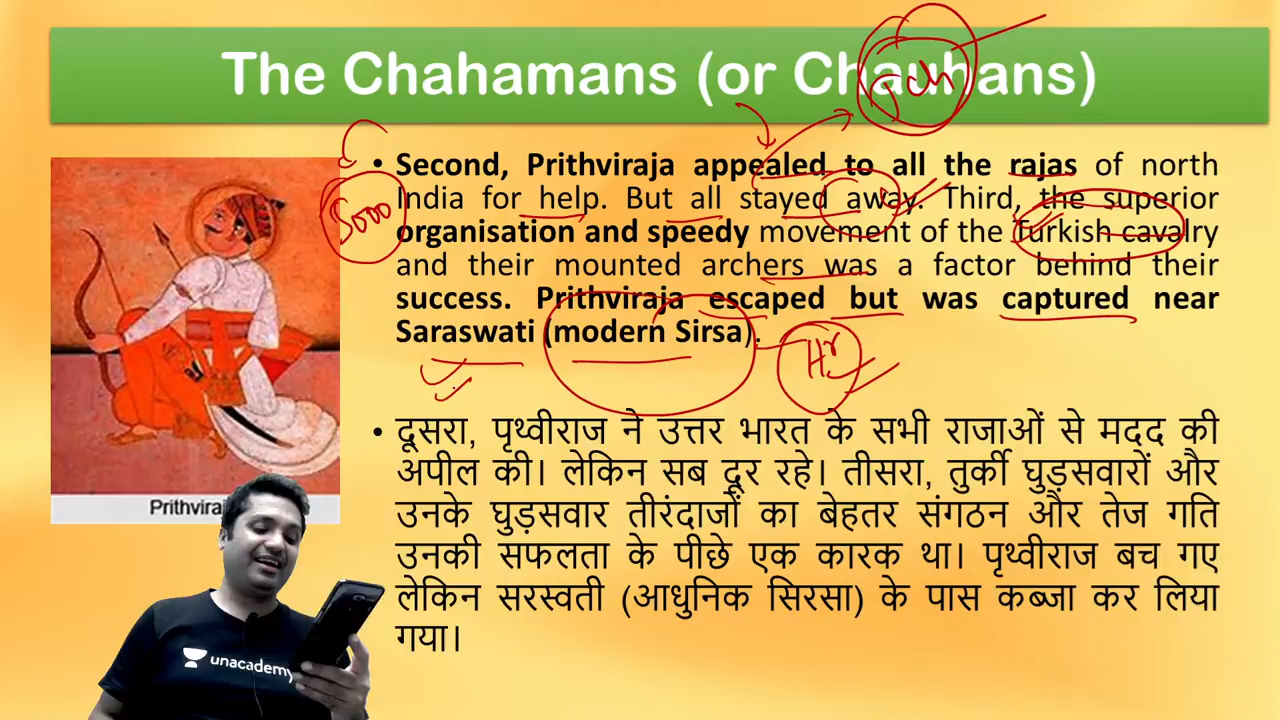 The Chahamans (or Chauhans)
• Second, Prithviraja appealed to all the rajas of north
India for help. But all stayed away. Third, the superior
organisation and speedy movement of the Turkish cavalry
and their mounted archers was a factor behind their
success. Prithviraja escaped but was captured near
Saraswati (modern Sirsa).
5000
Hr
• दूसरा, पृथ्वीराज ने उत्तर भारत के सभी राजाओं से मदद की
अपील की। लेकिन सब दूर रहे। तीसरा, तुर्की घुड़सवारों और
उनके घुड़सवार तीरंदाजों का बेहतर संगठन और तेज गति
उनकी सफलता के पीछे एक कारक था। पृथ्वीराज बच गए
लेकिन सरस्वती (आधुनिक सिरसा) के पास कब्जा कर लिया
गया।
unacademy